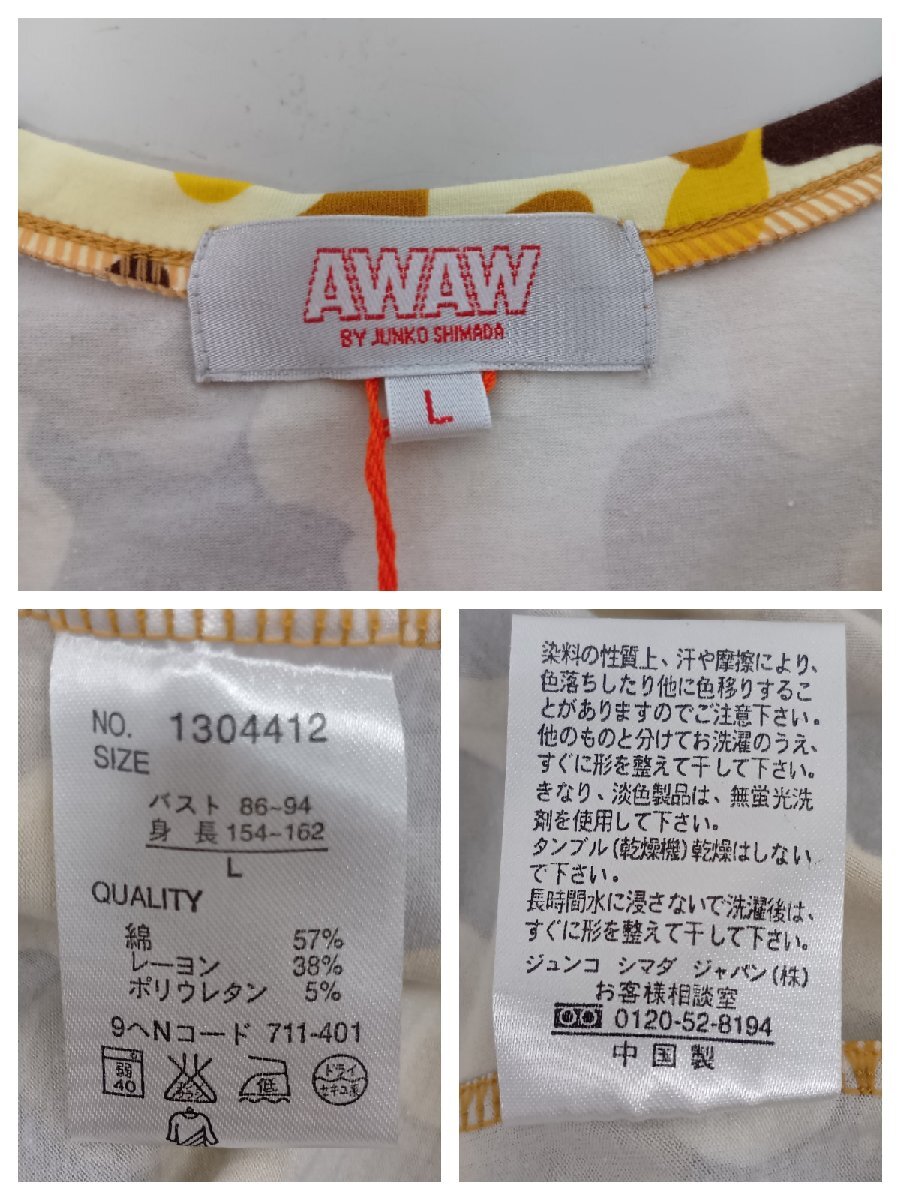 AWAW
BY JUNKO SHIMADA
L
NO. 1304412
SIZE
バスト 86~94
身長 154~162
L
QUALITY
綿 57%
レーヨン 38%
ポリウレタン 5%
9ヘNコード 711-401
弱 40
低
ドライ
セキユ系
染料の性質上、汗や摩擦により、
色落ちしたり他に色移りするこ
とがありますのでご注意下さい。
他のものと分けてお洗濯のうえ、
すぐに形を整えて干して下さい。
きなり、淡色製品は、無蛍光洗
剤を使用して下さい。
タンブル(乾燥機)乾燥はしない
で下さい。
長時間水に浸さないで洗濯後は、
すぐに形を整えて干して下さい。
ジュンコ シマダ ジャパン(株)
お客様相談室
0120-52-8194
中国製